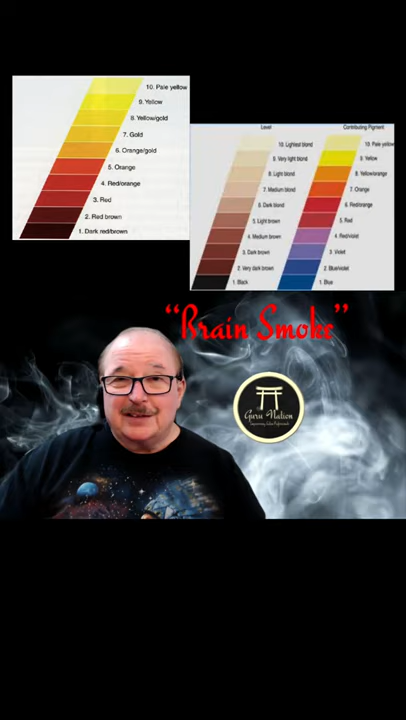 10. Pale yellow
9. Yellow
8. Yellow/gold
7. Gold
6. Orange/gold
5. Orange
4. Red/orange
3. Red
2. Red brown
1. Dark red/brown
Level
10. Lightest blond
9. Very light blond
8. Light blond
7. Medium blond
6. Dark blond
5. Light brown
4. Medium brown
3. Dark brown
2. Very dark brown
1. Black
Contributing Pigment
10. Pale yellow
9. Yellow
8. Yellow/orange
7. Orange
6. Red/orange
5. Red
4. Red/violet
3. Violet
2. Blue/violet
1. Blue
“Brain Smoke”
Guru Nation